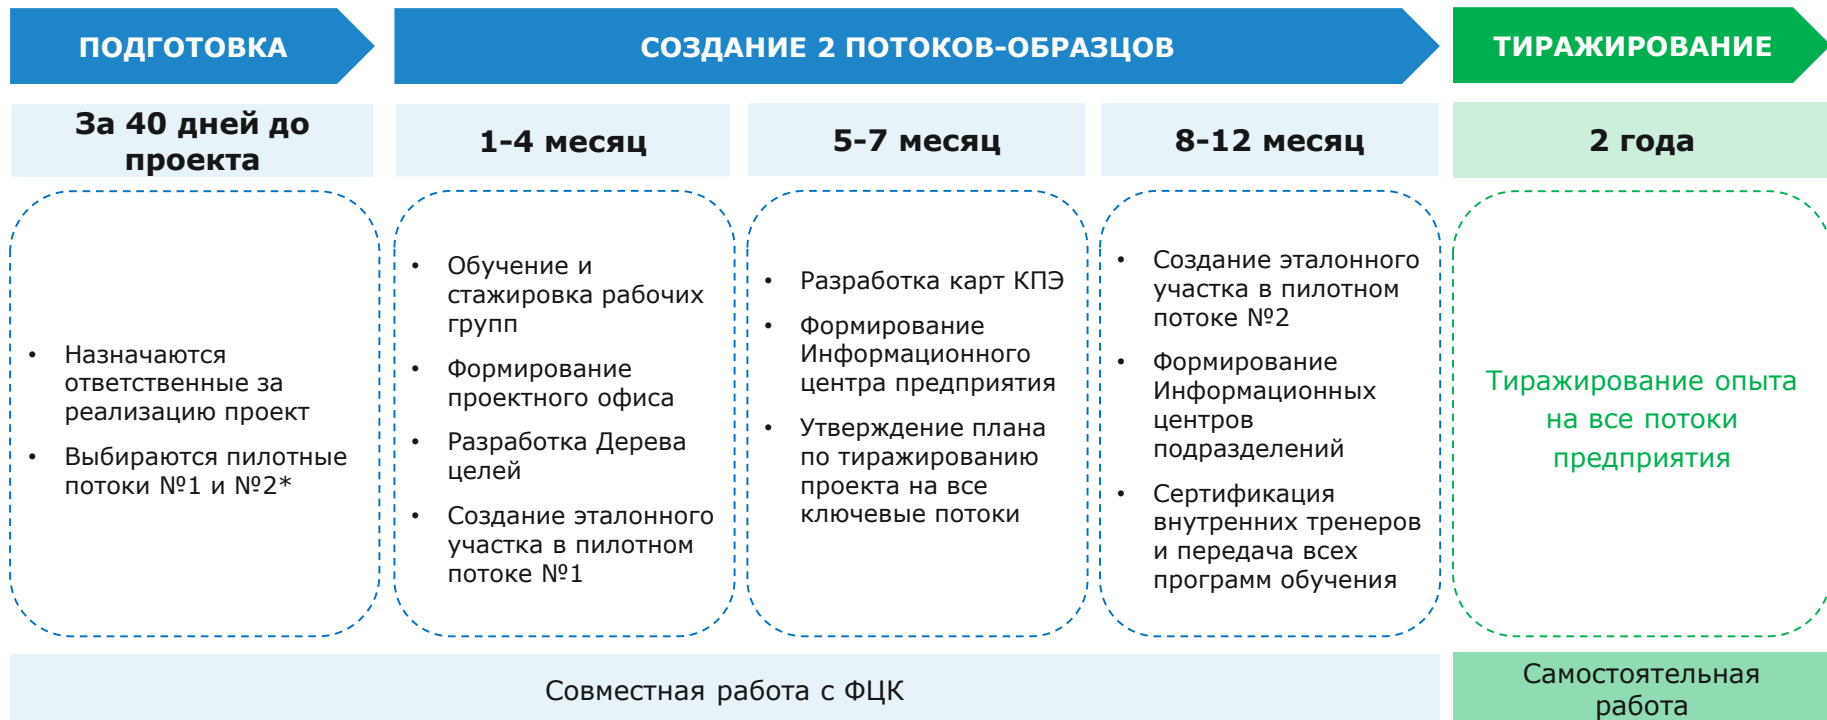 ПОДГОТОВКА
СОЗДАНИЕ 2 ПОТОКОВ-ОБРАЗЦОВ
ТИРАЖИРОВАНИЕ
За 40 дней до
проекта
1-4 месяц
5-7 месяц
8-12 месяц
2 года
• Назначаются
ответственные за
реализацию проект
• Выбираются пилотные
потоки №1 и №2*
• Обучение и
стажировка рабочих
групп
• Формирование
проектного офиса
• Разработка Дерева
целей
• Создание эталонного
участка в пилотном
потоке №1
• Разработка карт КПЭ
• Формирование
Информационного
центра предприятия
• Утверждение плана
по тиражированию
проекта на все
ключевые потоки
• Создание эталонного
участка в пилотном
потоке №2
• Формирование
Информационных
центров
подразделений
• Сертификация
внутренних тренеров
и передача всех
программ обучения
Тиражирование опыта
на все потоки
предприятия
Совместная работа с ФЦК
Самостоятельная
работа